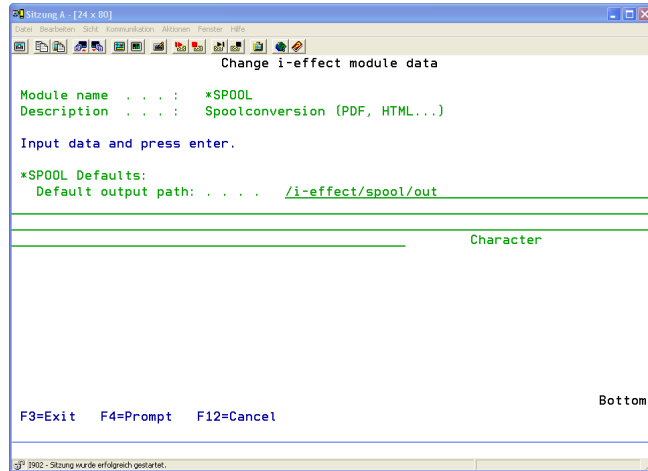 Sitzung A - [24 x 80]
Datei Bearbeiten Sicht Kommunikation Aktionen Fenster Hilfe
Change i-effect module data
Module name . . . : *SPOOL
Description . . . : Spoolconversion (PDF, HTML...)
Input data and press enter.
*SPOOL Defaults:
Default output path: . . . . /i-effect/spool/out
Character
Bottom
F3=Exit F4=Prompt F12=Cancel
I902 - Sitzung wurde erfolgreich gestartet.